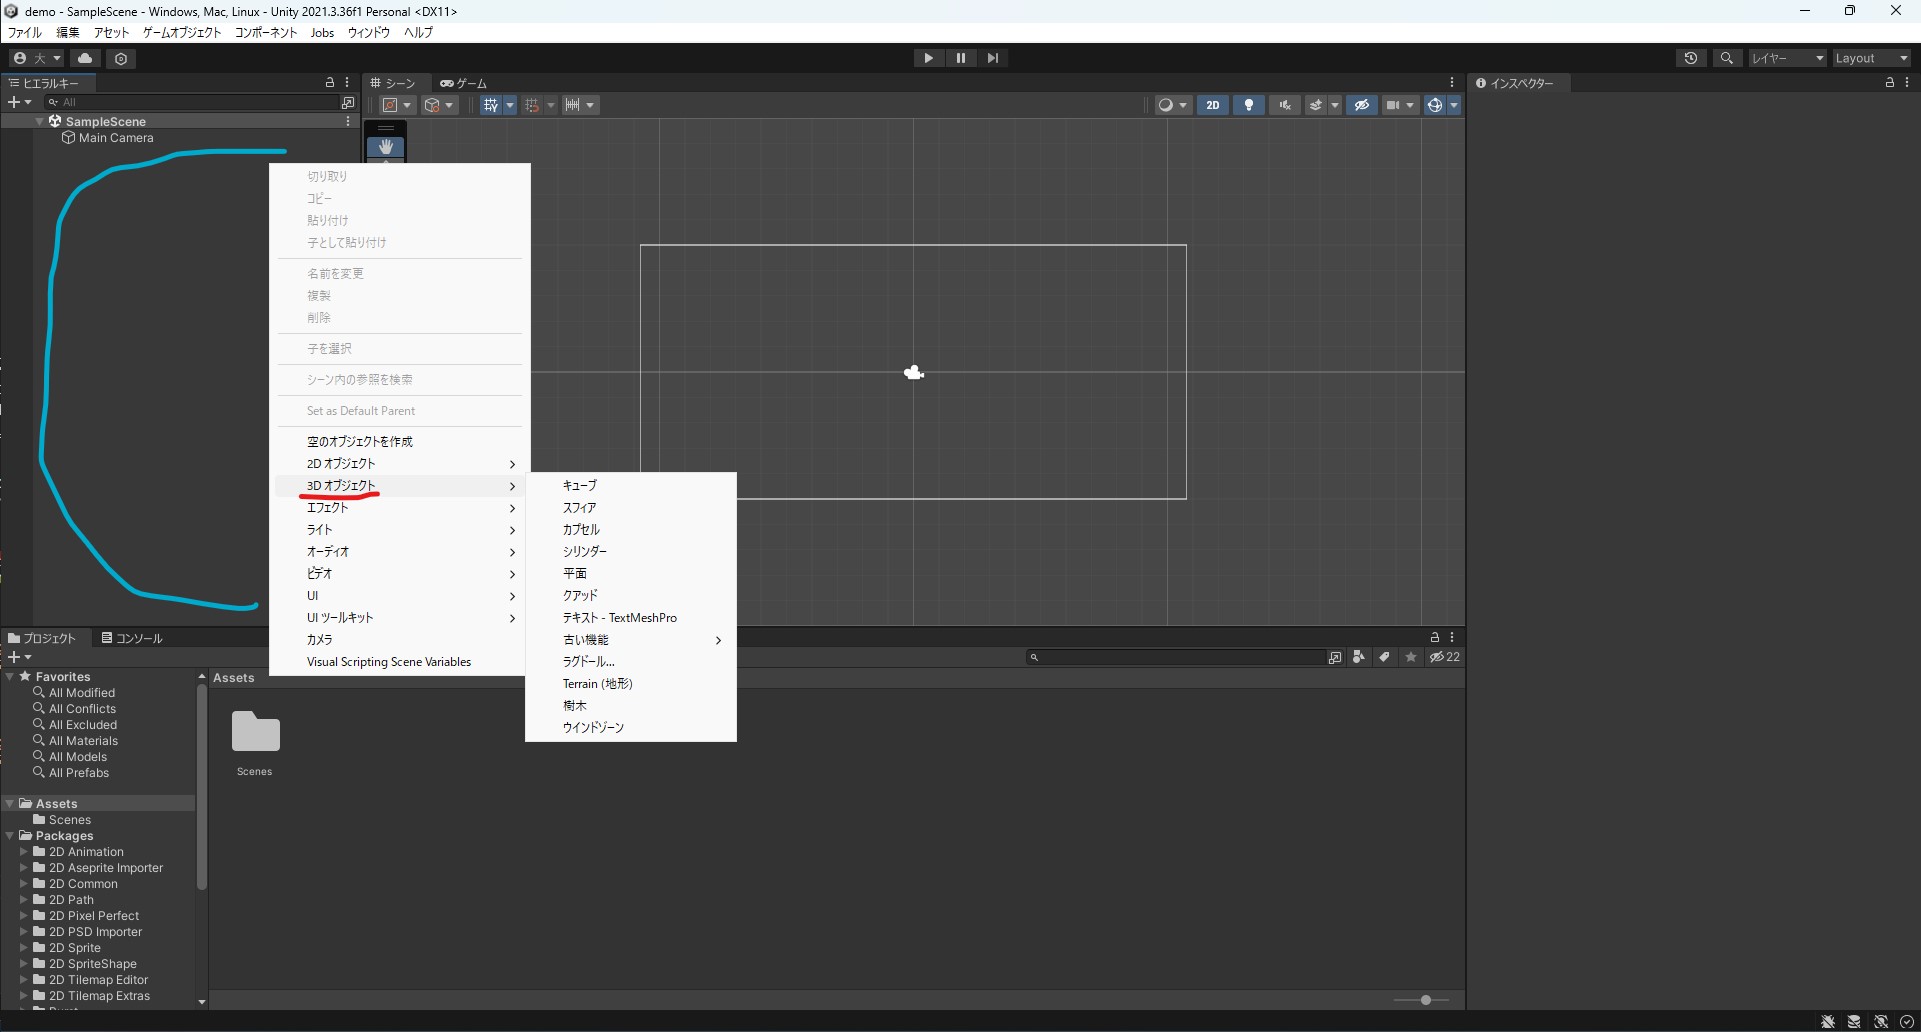 demo - SampleScene - Windows, Mac, Linux - Unity 2021.3.36f1 Personal <DX11>
ファイル 編集 アセット ゲームオブジェクト コンポーネント Jobs ウィンドウ ヘルプ
大 レイヤー Layout
ヒエラルキー シーン ゲーム インスペクター
All 2D
SampleScene
Main Camera
切り取り
コピー
貼り付け
子として貼り付け
名前を変更
複製
削除
子を選択
シーン内の参照を検索
Set as Default Parent
空のオブジェクトを作成
2D オブジェクト
3D オブジェクト
エフェクト
ライト
オーディオ
ビデオ
UI
UI ツールキット
カメラ
Visual Scripting Scene Variables
キューブ
スフィア
カプセル
シリンダー
平面
クアッド
テキスト - TextMeshPro
古い機能
ラグドール...
Terrain (地形)
樹木
ウインドゾーン
プロジェクト コンソール
22
Favorites
All Modified
All Conflicts
All Excluded
All Materials
All Models
All Prefabs
Assets
Scenes
Packages
2D Animation
2D Aseprite Importer
2D Common
2D Path
2D Pixel Perfect
2D PSD Importer
2D Sprite
2D SpriteShape
2D Tilemap Editor
2D Tilemap Extras
Assets
Scenes